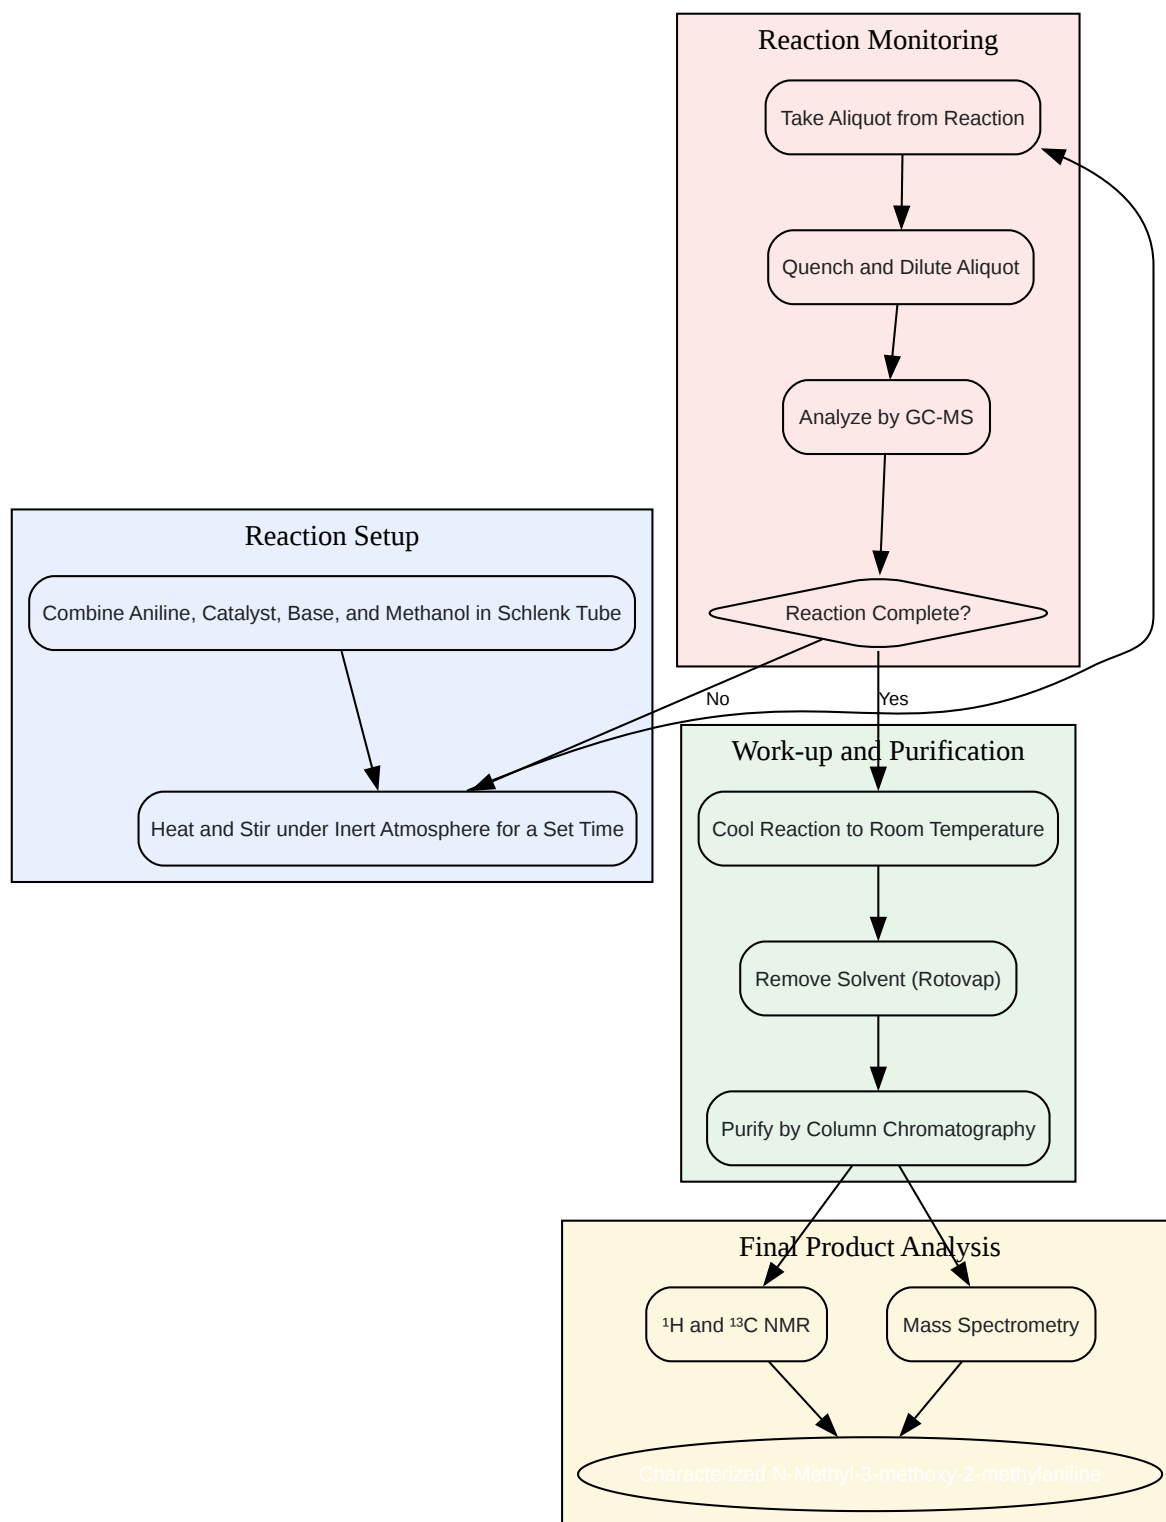 Reaction Monitoring
Take Aliquot from Reaction
Quench and Dilute Aliquot
Analyze by GC-MS
Reaction Complete?
Reaction Setup
Combine Aniline, Catalyst, Base, and Methanol in Schlenk Tube
Heat and Stir under Inert Atmosphere for a Set Time
No
Yes
Work-up and Purification
Cool Reaction to Room Temperature
Remove Solvent (Rotovap)
Purify by Column Chromatography
Final Product Analysis
¹H and ¹³C NMR
Mass Spectrometry
Characterized N-Methyl-3-methoxy-2-methylaniline